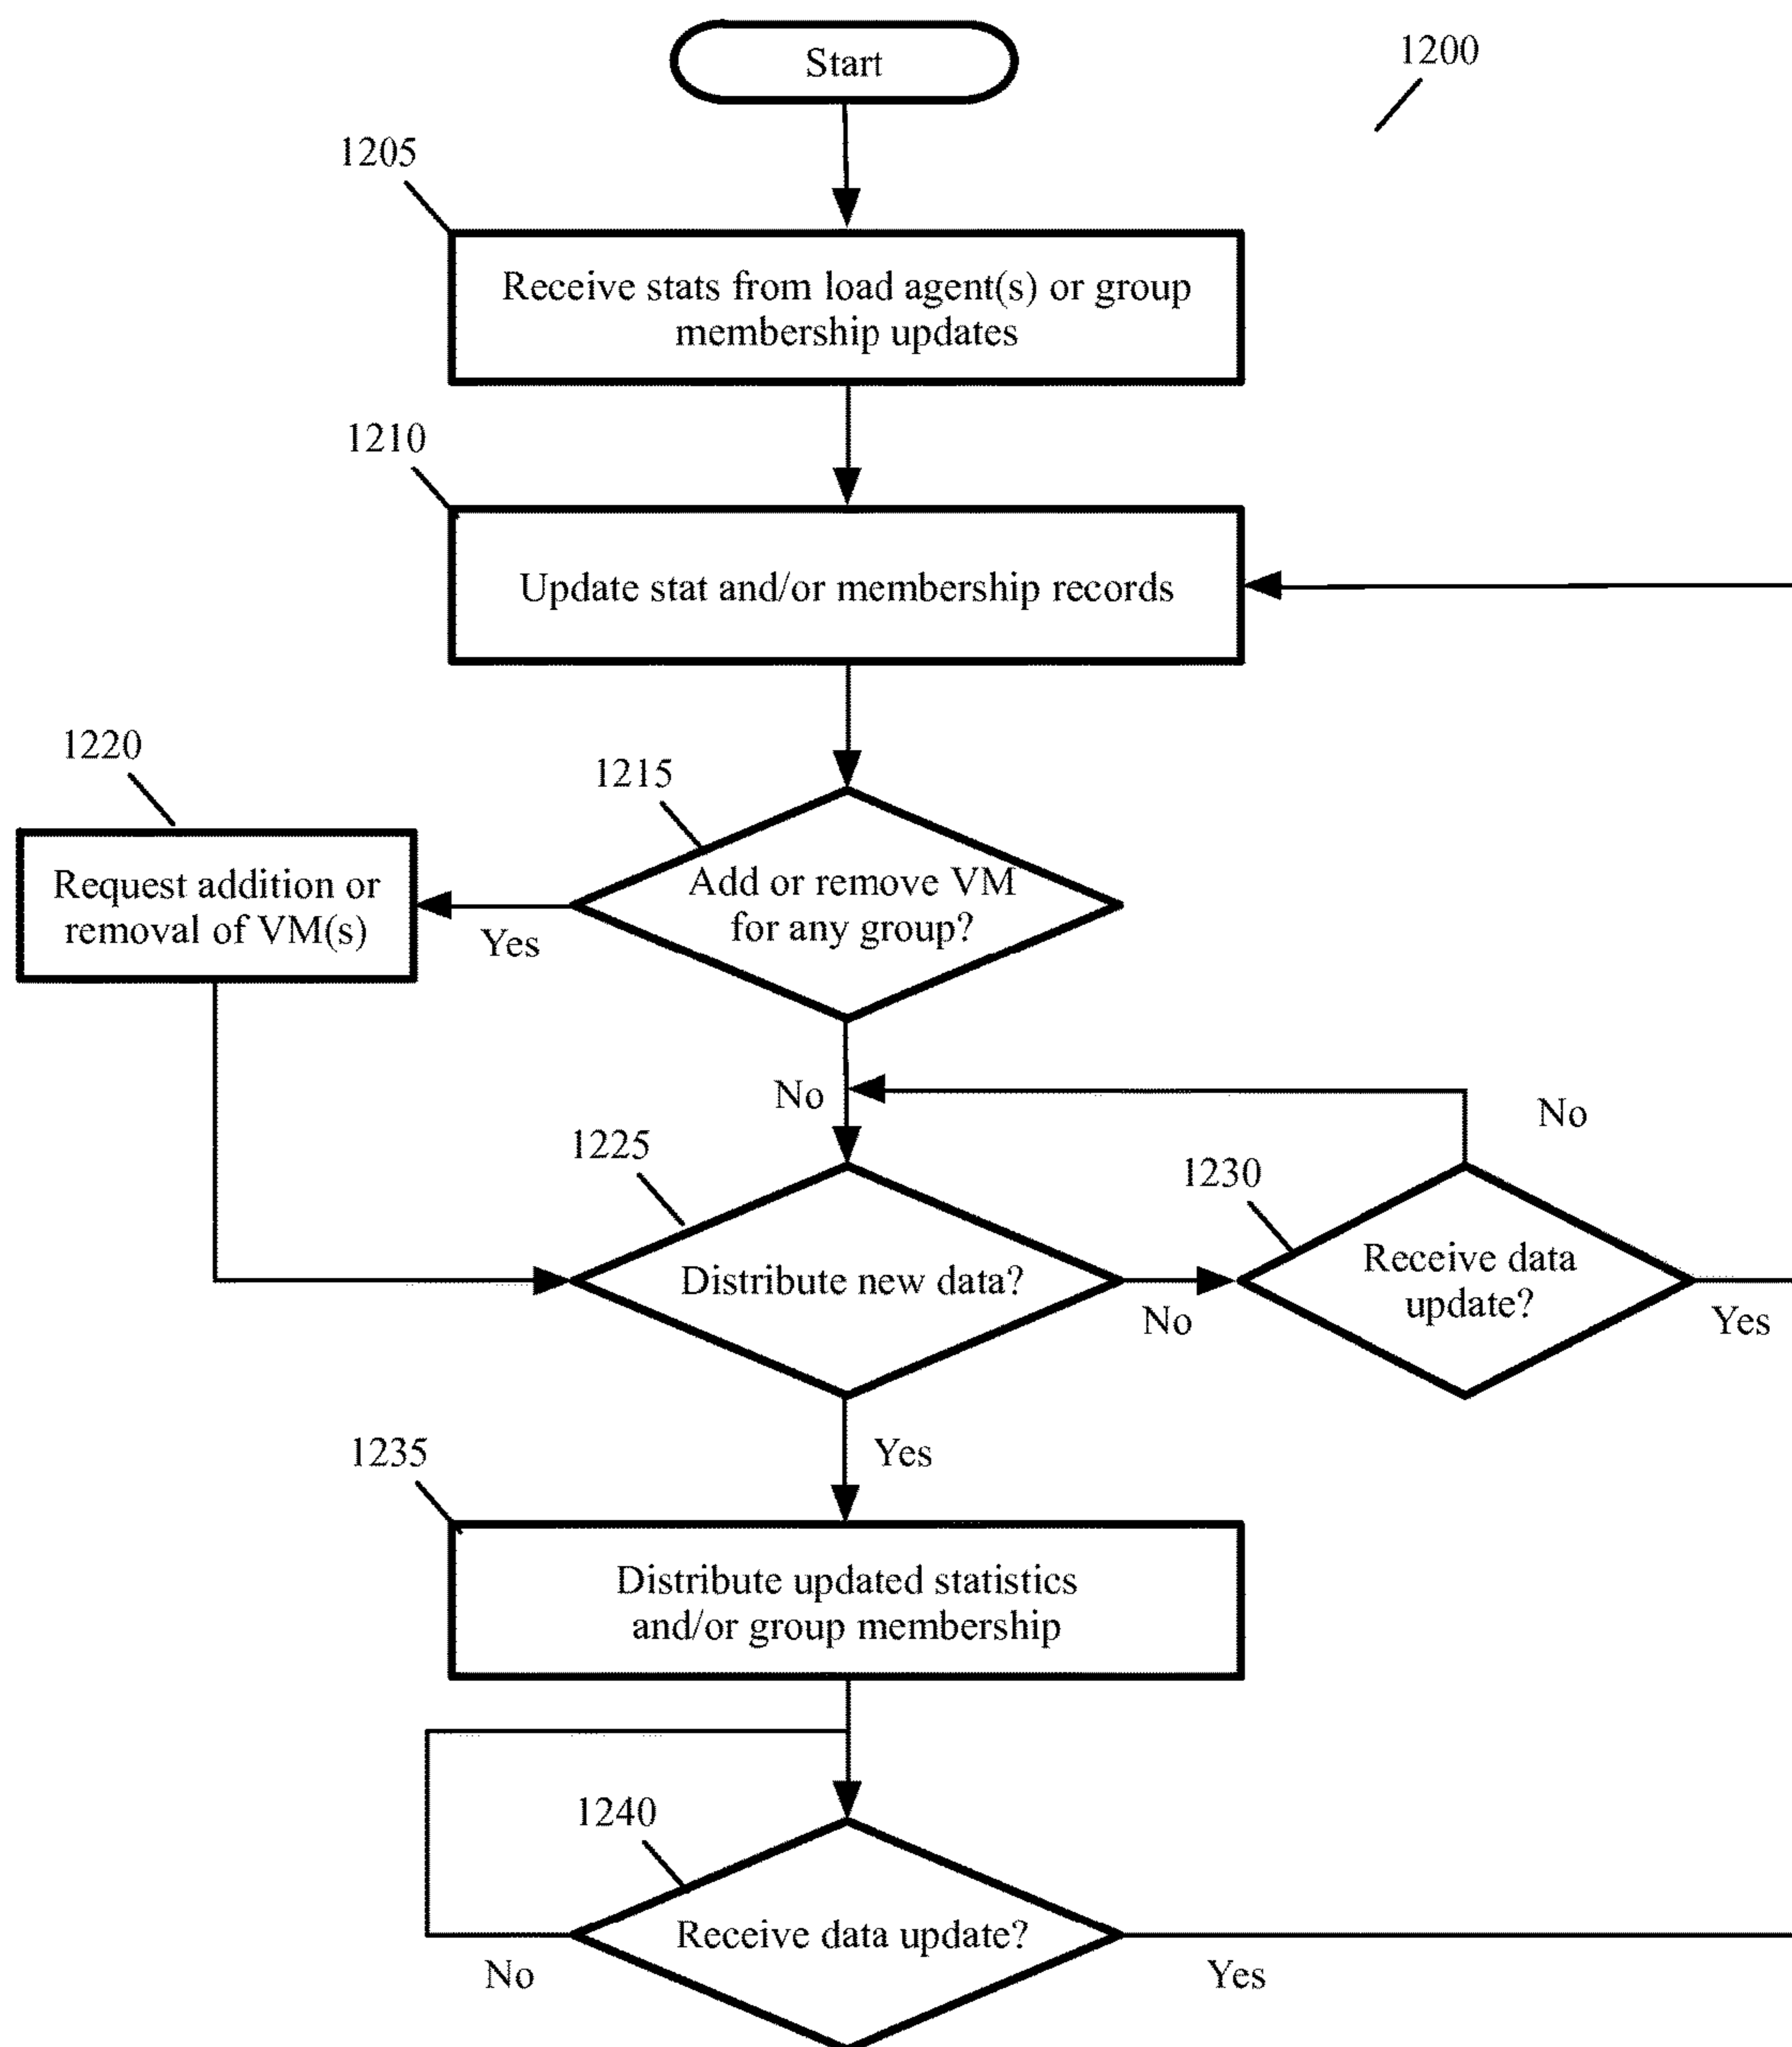 Start
1200
1205
Receive stats from load agent(s) or group
membership updates
1210
Update stat and/or membership records
1220
1215
Request addition or
removal of VM(s)
Add or remove VM
for any group?
Yes
No
No
1225
1230
Distribute new data?
Receive data
update?
No
Yes
Yes
1235
Distribute updated statistics
and/or group membership
1240
Receive data update?
No
Yes